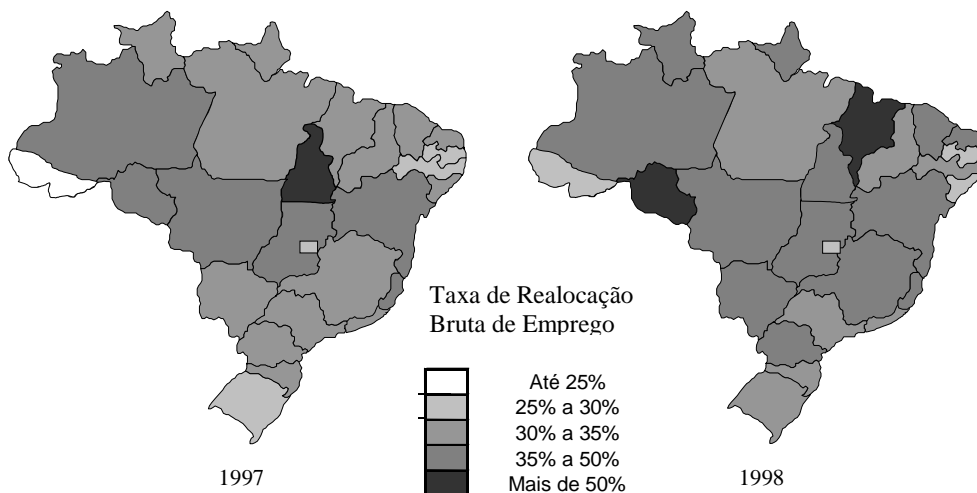 Taxa de Realocação
Bruta de Emprego
Até 25%
25% a 30%
30% a 35%
35% a 50%
Mais de 50%
1997
1998